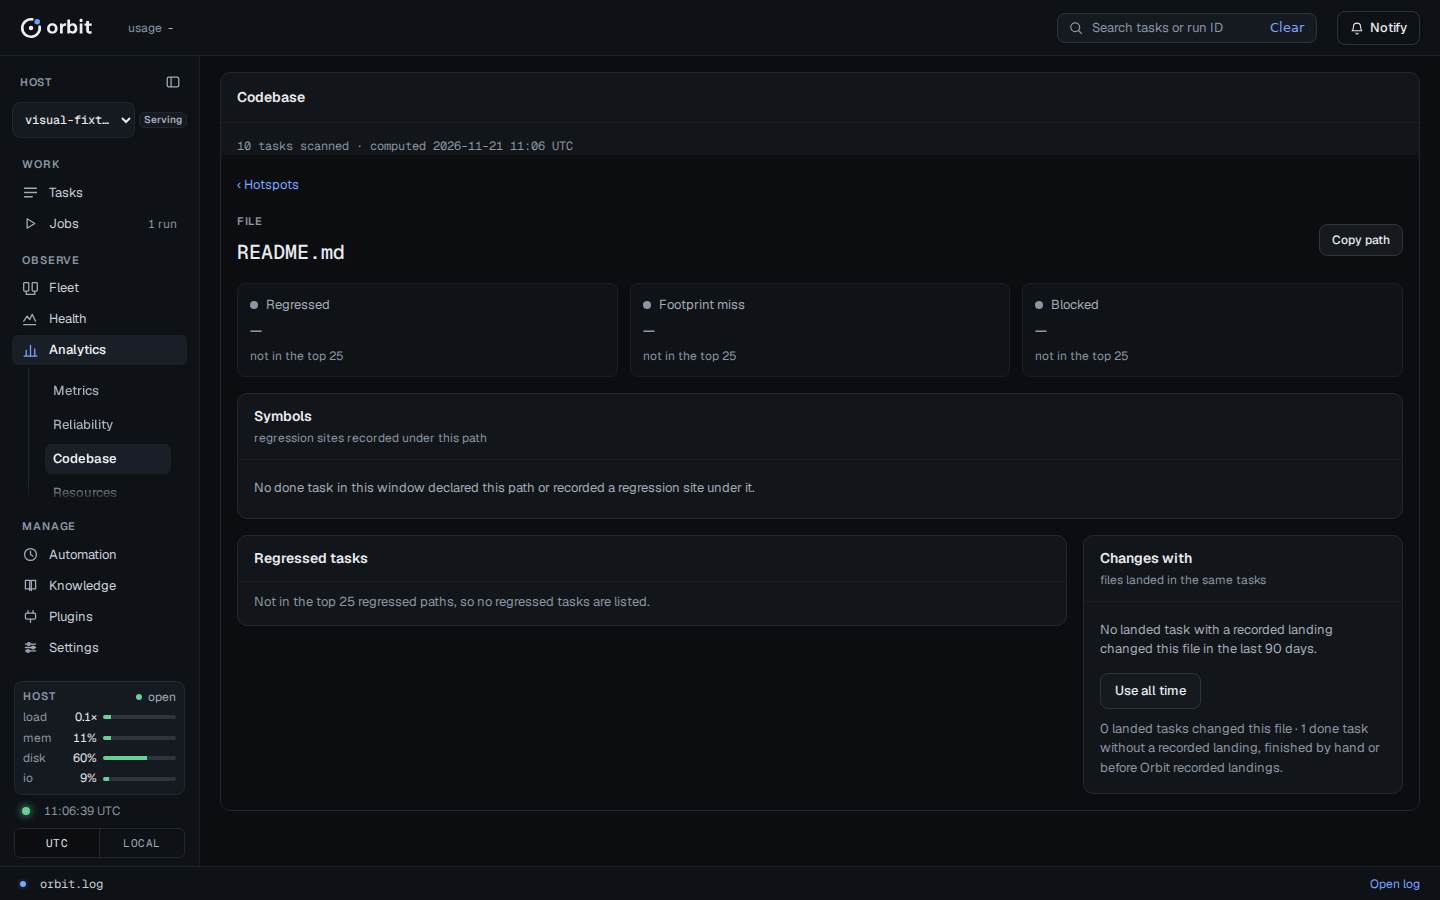 orbit
usage -
Search tasks or run ID
Clear
Notify
HOST
visual-fixt…
Serving
WORK
Tasks
Jobs
1 run
OBSERVE
Fleet
Health
Analytics
Metrics
Reliability
Codebase
Resources
MANAGE
Automation
Knowledge
Plugins
Settings
HOST
open
load 0.1×
mem 11%
disk 60%
io 9%
11:06:39 UTC
UTC
LOCAL
Codebase
10 tasks scanned · computed 2026-11-21 11:06 UTC
‹ Hotspots
FILE
README.md
Copy path
Regressed
—
not in the top 25
Footprint miss
—
not in the top 25
Blocked
—
not in the top 25
Symbols
regression sites recorded under this path
No done task in this window declared this path or recorded a regression site under it.
Regressed tasks
Not in the top 25 regressed paths, so no regressed tasks are listed.
Changes with
files landed in the same tasks
No landed task with a recorded landing
changed this file in the last 90 days.
Use all time
0 landed tasks changed this file · 1 done task
without a recorded landing, finished by hand or
before Orbit recorded landings.
orbit.log
Open log